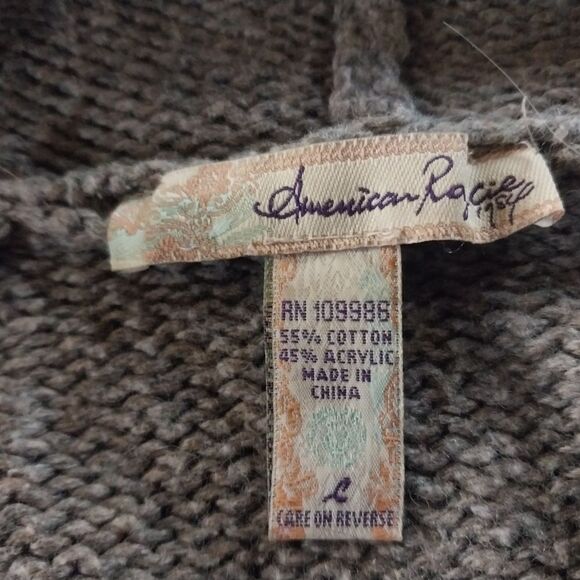 American Rag
Cie
RN 109986
55% COTTON
45% ACRYLIC
MADE IN
CHINA
L
CARE ON REVERSE